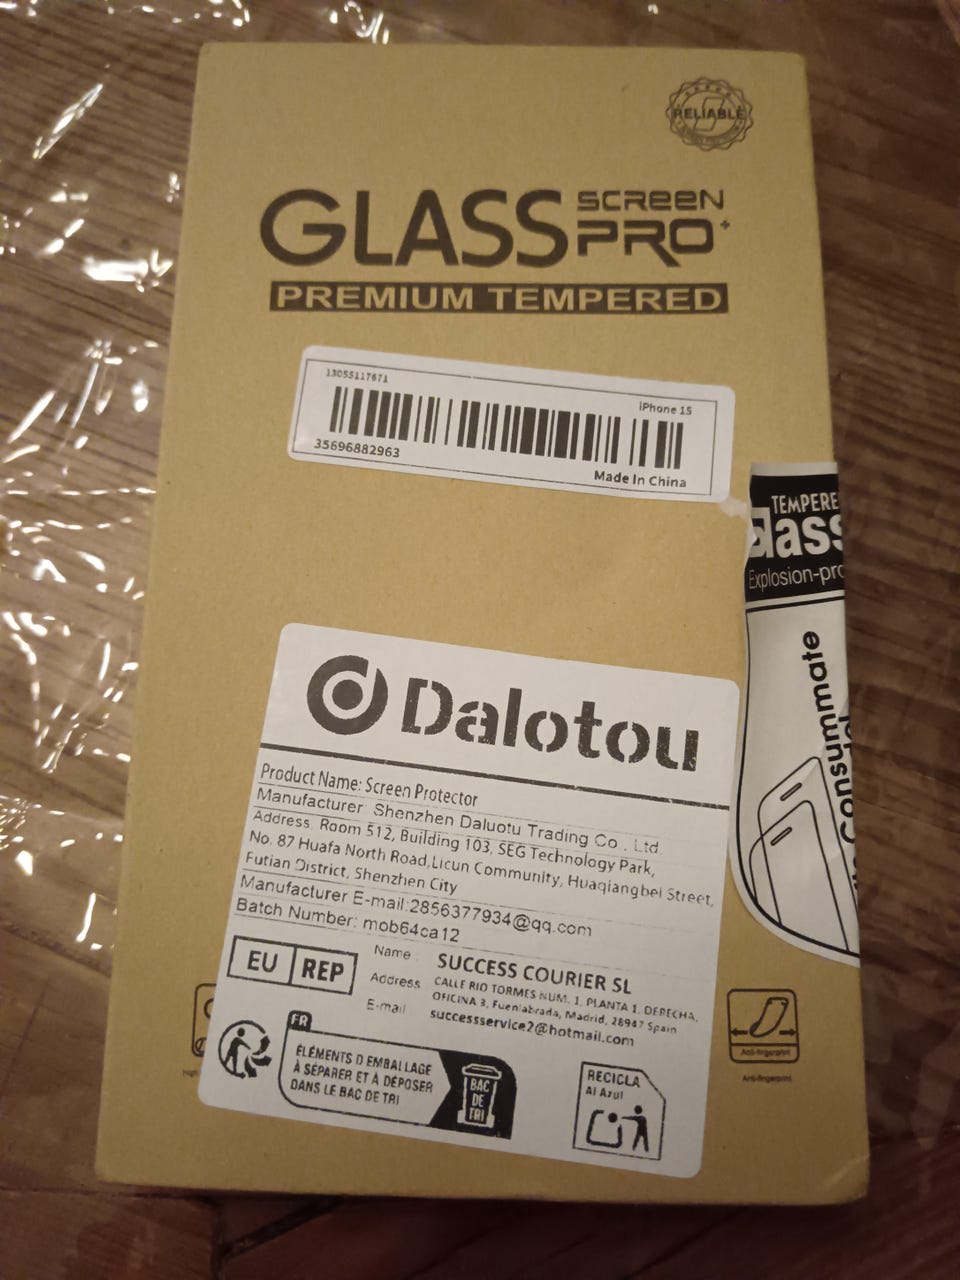 RELIABLE
GLASS SCREEN PRO+
PREMIUM TEMPERED
13055117671
iPhone 15
35696882963
Made In China
TEMPERE
Glass
Explosion-pro
Consummate
Dalotou
Product Name: Screen Protector
Manufacturer Shenzhen Daluotu Trading Co . Ltd.
Address. Room 512, Building 103, SEG Technology Park,
No. 87 Huafa North Road,Licun Community, Huaqiangbei Street,
Futian District, Shenzhen City
Manufacturer E-mail:2856377934@qq.com
Batch Number: mob64ca12
EU REP
Name SUCCESS COURIER SL
Address CALLE RIO TORMES NUM. 1. PLANTA 1. DERECHA,
OFICINA 3, Fuenlabrada, Madrid, 28947 Spain
E-mail successservice2@hotmail.com
FR
ÉLÉMENTS D EMBALLAGE
À SÉPARER ET À DÉPOSER
DANS LE BAC DE TRI
BAC
DE
TRI
RECICLA
Al Azul
Anti-fingerprint
Anti-fingerprint
High